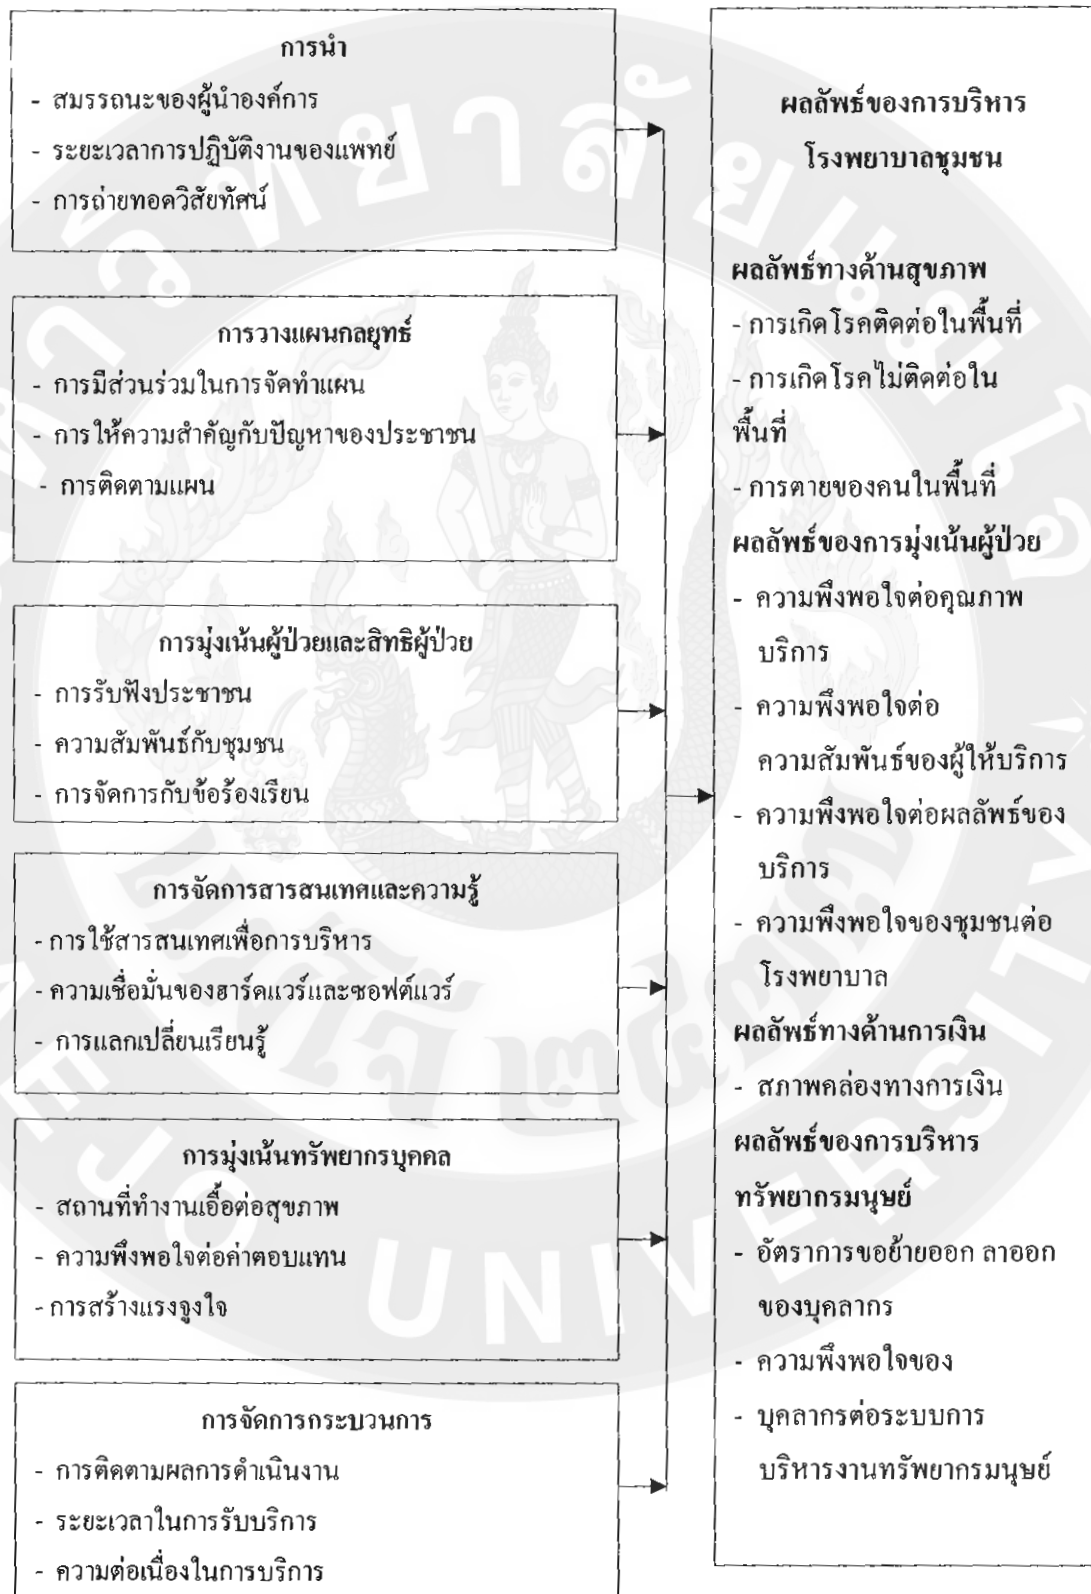 การนำ
- สมรรถนะของผู้นำองค์การ
- ระยะเวลาการปฏิบัติงานของแพทย์
- การถ่ายทอดวิสัยทัศน์
การวางแผนกลยุทธ์
- การมีส่วนร่วมในการจัดทำแผน
- การให้ความสำคัญกับปัญหาของประชาชน
- การติดตามแผน
การมุ่งเน้นผู้ป่วยและสิทธิผู้ป่วย
- การรับฟังประชาชน
- ความสัมพันธ์กับชุมชน
- การจัดการกับข้อร้องเรียน
การจัดการสารสนเทศและความรู้
- การใช้สารสนเทศเพื่อการบริหาร
- ความเชื่อมั่นของฮาร์ดแวร์และซอฟต์แวร์
- การแลกเปลี่ยนเรียนรู้
การมุ่งเน้นทรัพยากรบุคคล
- สถานที่ทำงานเอื้อต่อสุขภาพ
- ความพึงพอใจต่อค่าตอบแทน
- การสร้างแรงจูงใจ
การจัดการกระบวนการ
- การติดตามผลการดำเนินงาน
- ระยะเวลาในการรับบริการ
- ความต่อเนื่องในการบริการ
ผลลัพธ์ของการบริหาร
โรงพยาบาลชุมชน
ผลลัพธ์ทางด้านสุขภาพ
- การเกิดโรคติดต่อในพื้นที่
- การเกิดโรคไม่ติดต่อใน
พื้นที่
- การตายของคนในพื้นที่
ผลลัพธ์ของการมุ่งเน้นผู้ป่วย
- ความพึงพอใจต่อคุณภาพ
บริการ
- ความพึงพอใจต่อ
ความสัมพันธ์ของผู้ให้บริการ
- ความพึงพอใจต่อผลลัพธ์ของ
บริการ
- ความพึงพอใจของชุมชนต่อ
โรงพยาบาล
ผลลัพธ์ทางด้านการเงิน
- สภาพคล่องทางการเงิน
ผลลัพธ์ของการบริหาร
ทรัพยากรมนุษย์
- อัตราการขอย้ายออก ลาออก
ของบุคลากร
- ความพึงพอใจของ
- บุคลากรต่อระบบการ
บริหารงานทรัพยากรมนุษย์